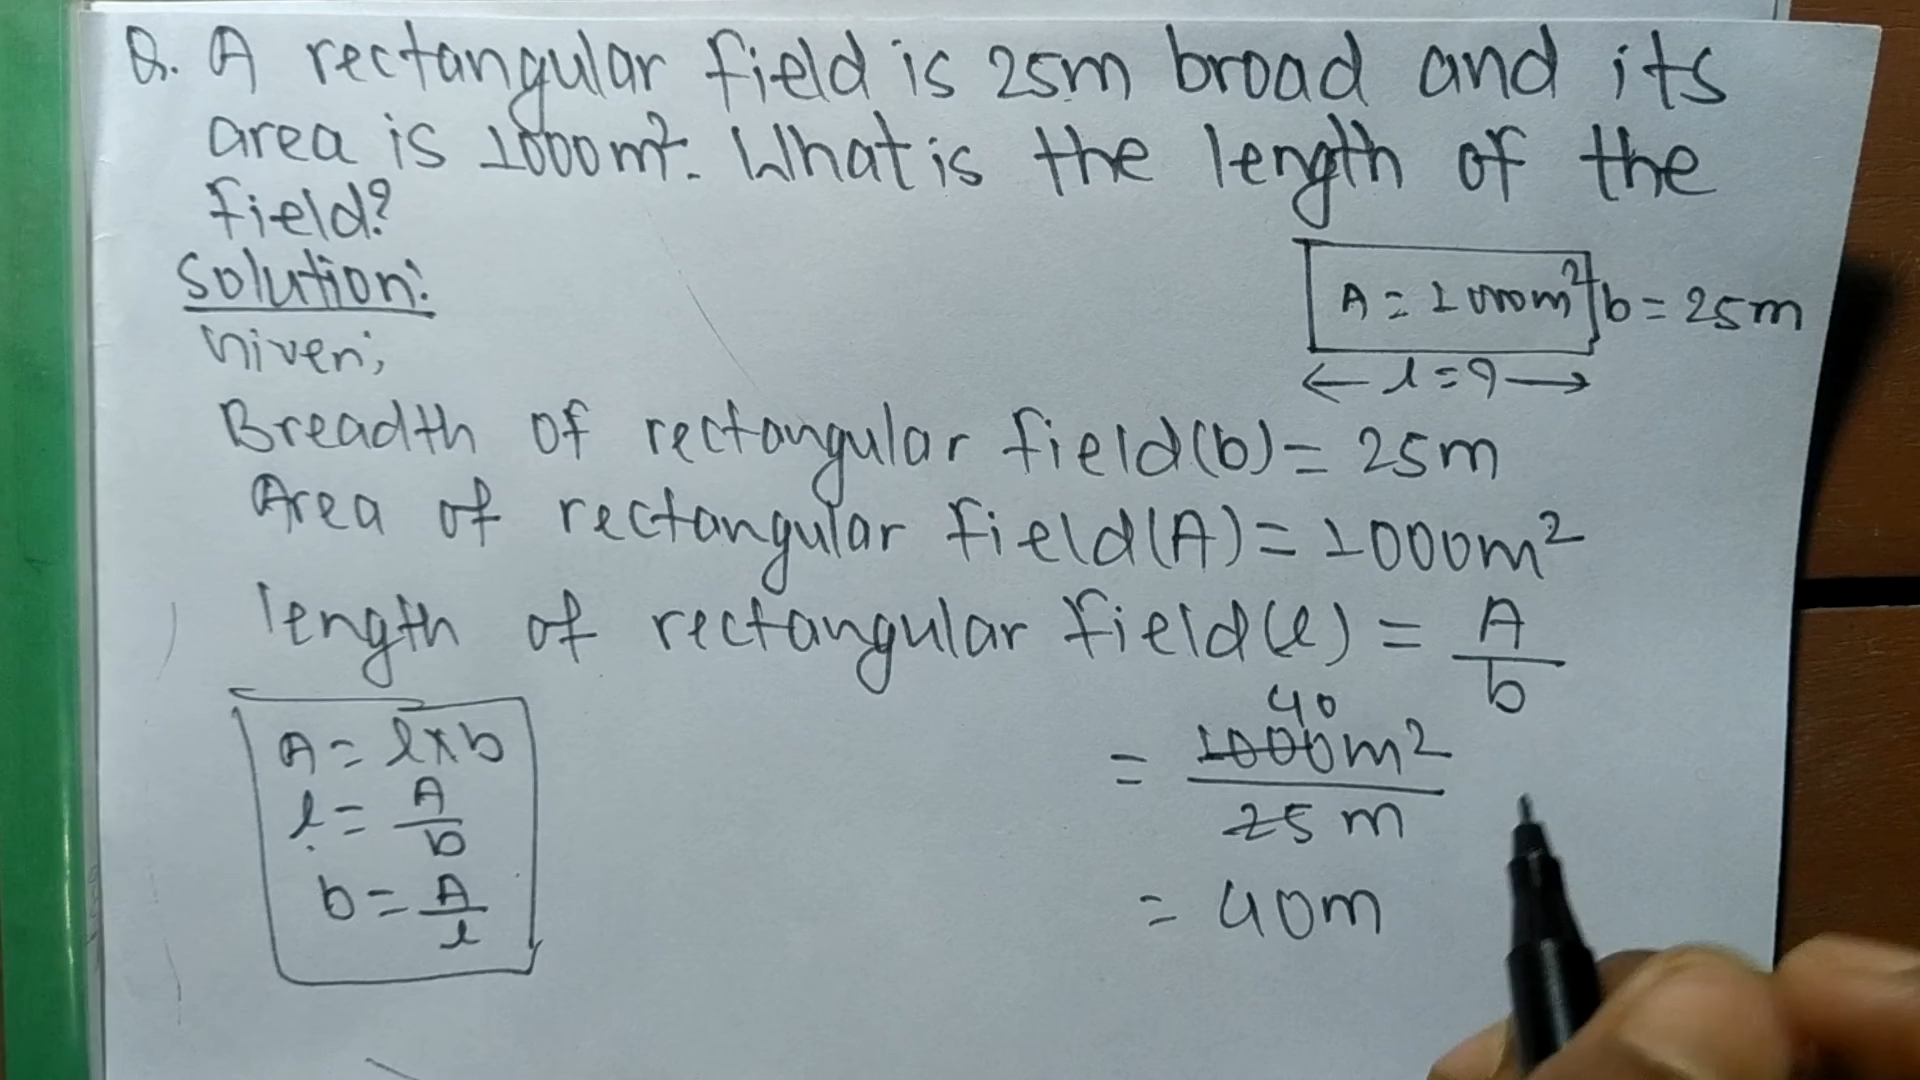 Q. A rectangular field is 25m broad and its
area is 1000m². What is the length of the
field?
Solution:
A = 1000m² b = 25m
l = ?
Given;
Breadth of rectangular field(b) = 25m
Area of rectangular field(A) = 1000m²
length of rectangular field(l) = A/b
A = l×b
l = A/b
b = A/l
40
= 1000m²/25m
= 40m